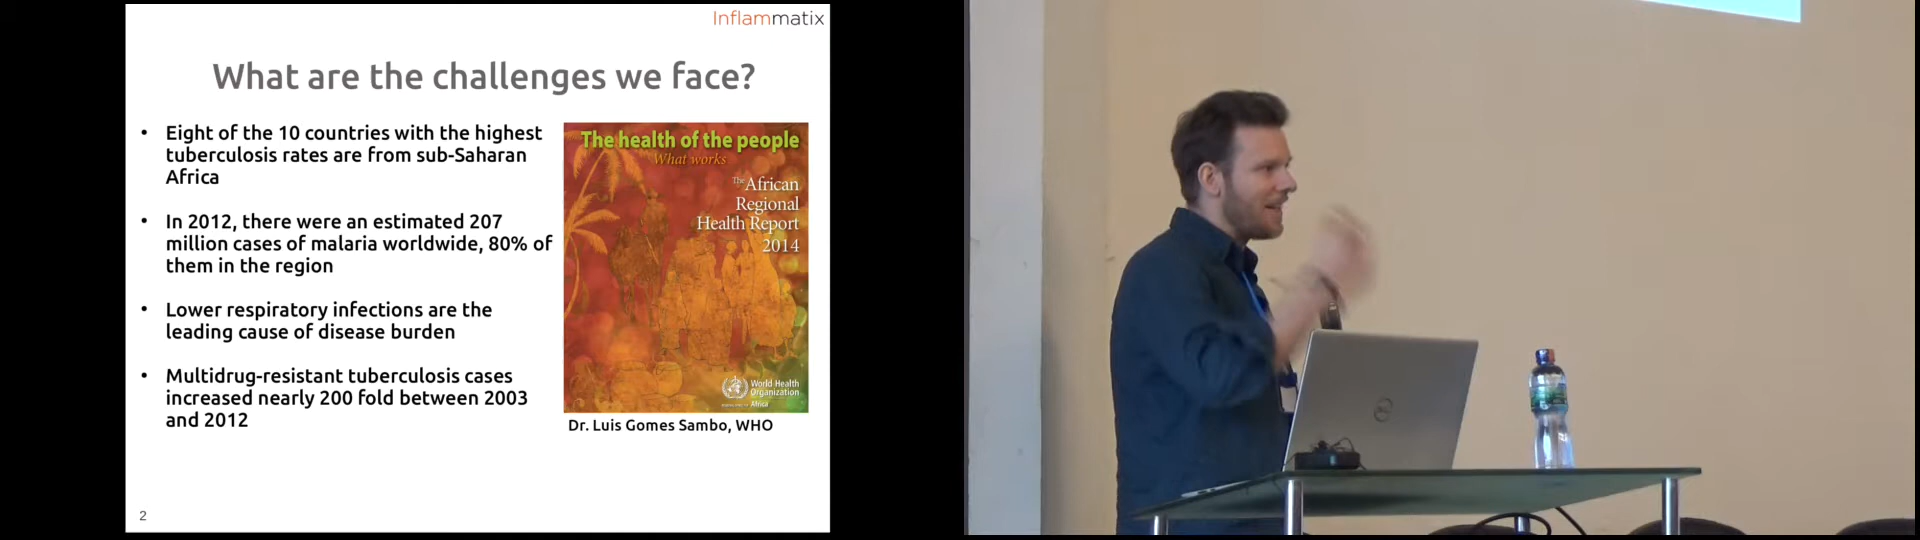 Inflammatix
What are the challenges we face?
• Eight of the 10 countries with the highest
tuberculosis rates are from sub-Saharan
Africa
• In 2012, there were an estimated 207
million cases of malaria worldwide, 80% of
them in the region
• Lower respiratory infections are the
leading cause of disease burden
• Multidrug-resistant tuberculosis cases
increased nearly 200 fold between 2003
and 2012
The health of the people
What works
The African
Regional
Health Report
2014
World Health
Organization
Africa
Dr. Luis Gomes Sambo, WHO
2
DELL